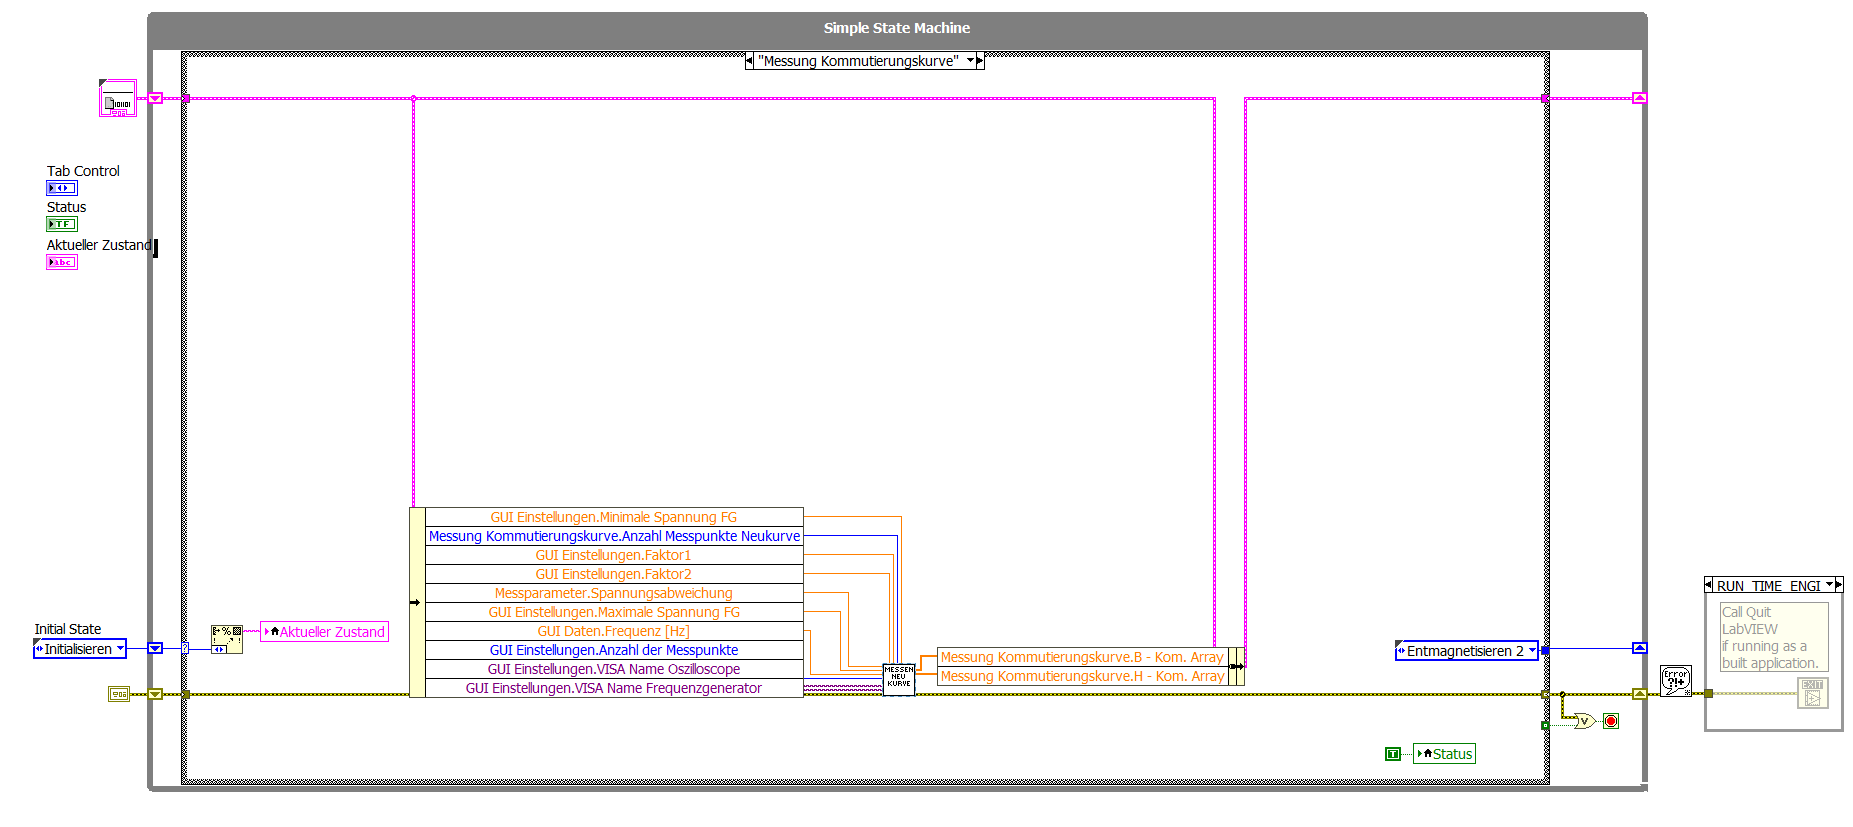 Simple State Machine
"Messung Kommutierungskurve"
Tab Control
Status
TF
Aktueller Zustand
abc
GUI Einstellungen.Minimale Spannung FG
Messung Kommutierungskurve.Anzahl Messpunkte Neukurve
GUI Einstellungen.Faktor1
GUI Einstellungen.Faktor2
Messparameter.Spannungsabweichung
GUI Einstellungen.Maximale Spannung FG
GUI Daten.Frequenz [Hz]
GUI Einstellungen.Anzahl der Messpunkte
GUI Einstellungen.VISA Name Oszilloscope
GUI Einstellungen.VISA Name Frequenzgenerator
Initial State
Initialisieren
?
Aktueller Zustand
MESSEN
NEU
KURVE
Messung Kommutierungskurve.B - Kom. Array
Messung Kommutierungskurve.H - Kom. Array
Entmagnetisieren 2
V
T
Status
Error
?!+
RUN_TIME_ENGI
Call Quit
LabVIEW
if running as a
built application.
EXIT